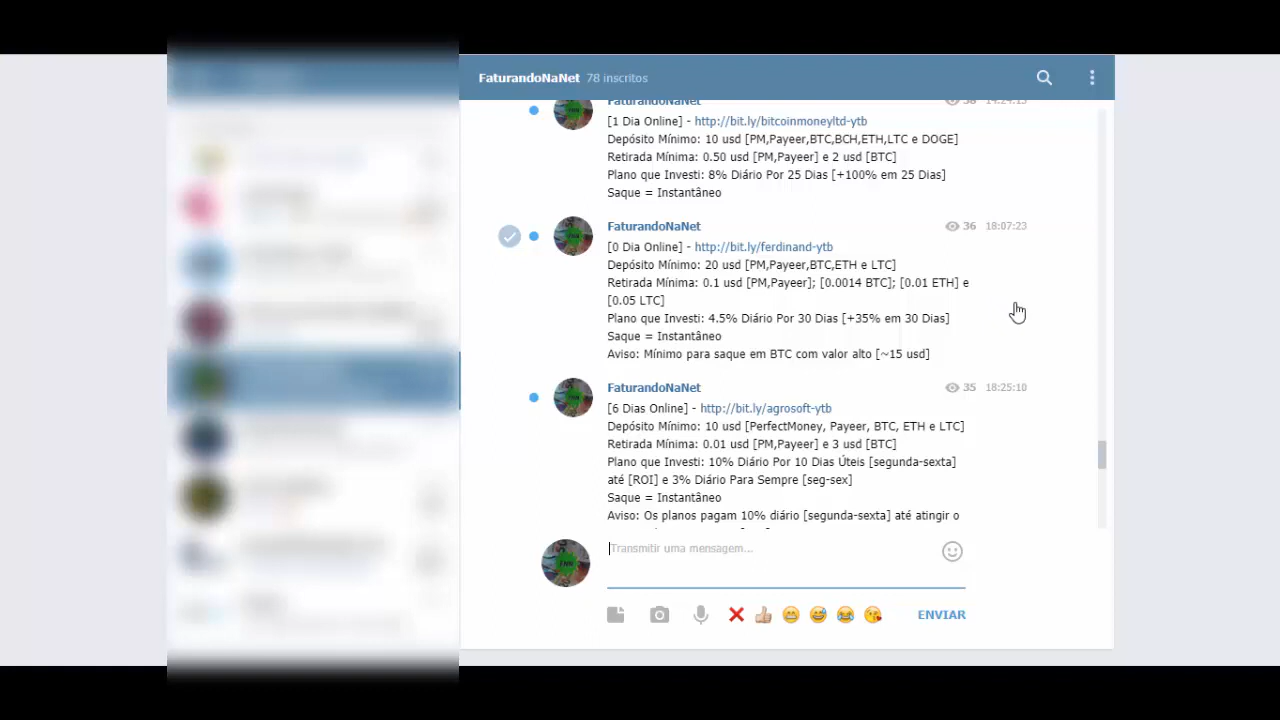 FaturandoNaNet 78 inscritos
FaturandoNaNet 38 14:24:13
[1 Dia Online] - http://bit.ly/bitcoinmoneyltd-ytb
Depósito Mínimo: 10 usd [PM,Payeer,BTC,BCH,ETH,LTC e DOGE]
Retirada Mínima: 0.50 usd [PM,Payeer] e 2 usd [BTC]
Plano que Investi: 8% Diário Por 25 Dias [+100% em 25 Dias]
Saque = Instantâneo
FaturandoNaNet 36 18:07:23
[0 Dia Online] - http://bit.ly/ferdinand-ytb
Depósito Mínimo: 20 usd [PM,Payeer,BTC,ETH e LTC]
Retirada Mínima: 0.1 usd [PM,Payeer]; [0.0014 BTC]; [0.01 ETH] e
[0.05 LTC]
Plano que Investi: 4.5% Diário Por 30 Dias [+35% em 30 Dias]
Saque = Instantâneo
Aviso: Mínimo para saque em BTC com valor alto [~15 usd]
FaturandoNaNet 35 18:25:10
[6 Dias Online] - http://bit.ly/agrosoft-ytb
Depósito Mínimo: 10 usd [PerfectMoney, Payeer, BTC, ETH e LTC]
Retirada Mínima: 0.01 usd [PM,Payeer] e 3 usd [BTC]
Plano que Investi: 10% Diário Por 10 Dias Úteis [segunda-sexta]
até [ROI] e 3% Diário Para Sempre [seg-sex]
Saque = Instantâneo
Aviso: Os planos pagam 10% diário [segunda-sexta] até atingir o
Transmitir uma mensagem...
FNN
ENVIAR